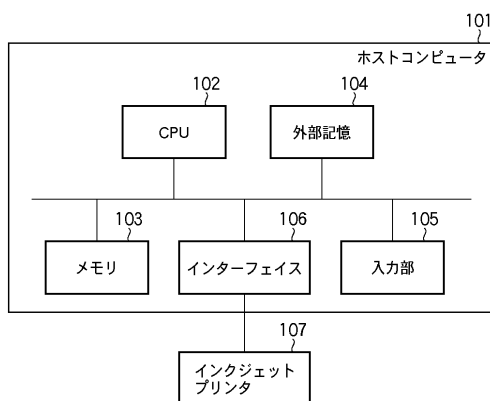 101
ホストコンピュータ
102
104
CPU
外部記憶
103
106
105
メモリ
インターフェイス
入力部
107
インクジェット
プリンタ